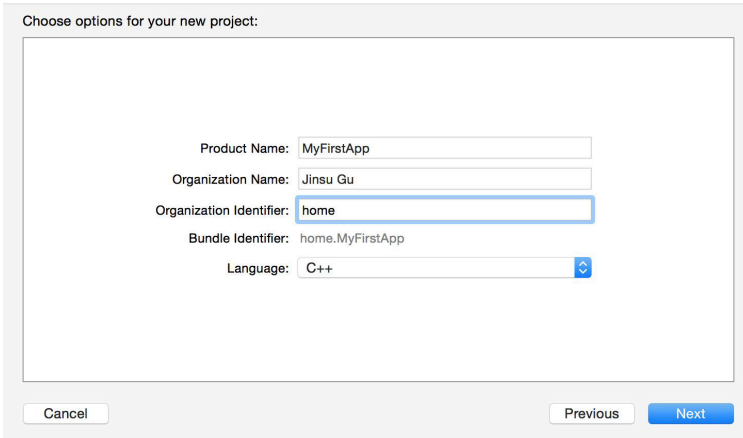 Choose options for your new project:
Product Name: MyFirstApp
Organization Name: Jinsu Gu
Organization Identifier: home
Bundle Identifier: home.MyFirstApp
Language: C++
Cancel Previous Next